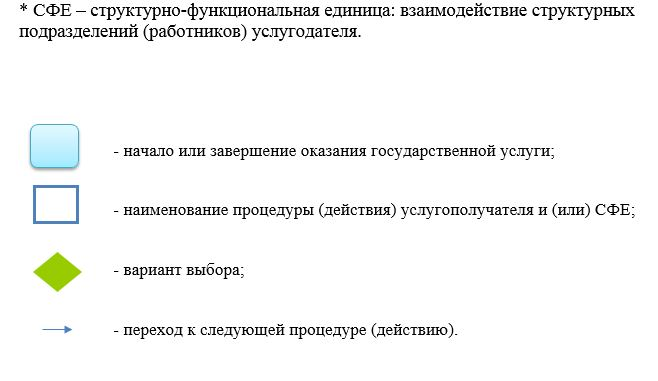 * СФЕ – структурно-функциональная единица: взаимодействие структурных
подразделений (работников) услугодателя.
- начало или завершение оказания государственной услуги;
- наименование процедуры (действия) услугополучателя и (или) СФЕ;
- вариант выбора;
- переход к следующей процедуре (действию).